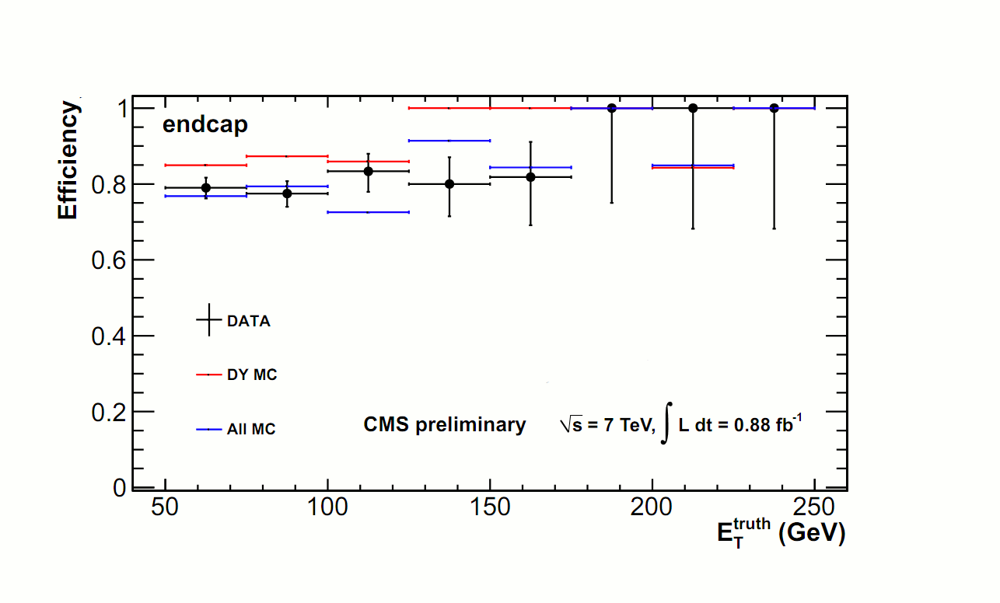 Efficiency
1
0.8
0.6
0.4
0.2
0
endcap
DATA
DY MC
All MC
CMS preliminary
√s = 7 TeV, ∫ L dt = 0.88 fb⁻¹
50 100 150 200 250
E_T^truth (GeV)